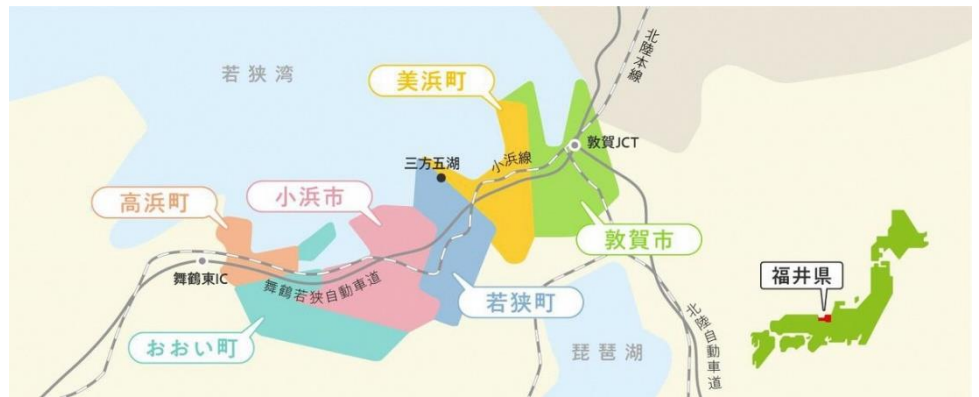 若狭湾
美浜町
北陸本線
敦賀JCT
小浜線
三方五湖
小浜市
高浜町
敦賀市
舞鶴東IC
舞鶴若狭自動車道
若狭町
福井県
おおい町
琵琶湖
北陸自動車道